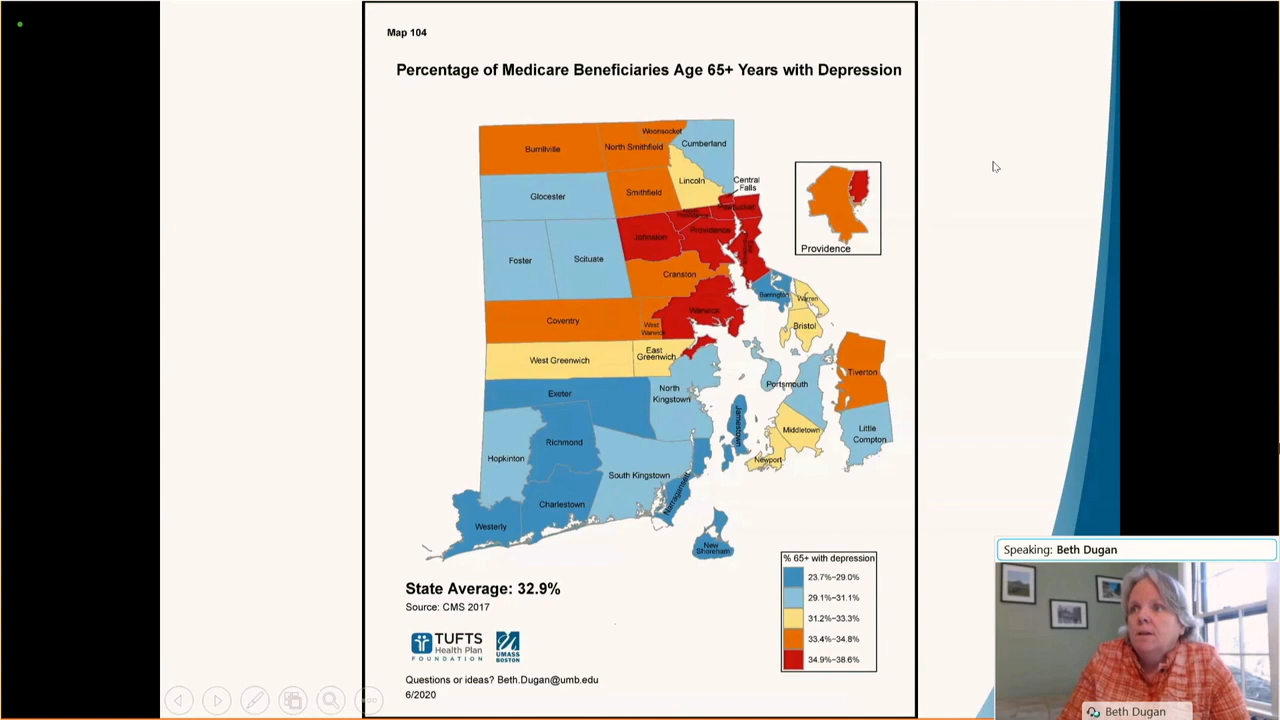 Map 104
Percentage of Medicare Beneficiaries Age 65+ Years with Depression
Woonsocket
Burrillville
North Smithfield
Cumberland
Lincoln
Central
Falls
Glocester
Smithfield
Pawtucket
Providence
Johnston
Foster
Scituate
Cranston
Providence
Barrington
Warren
Coventry
Warwick
West
Warwick
Bristol
East
Greenwich
West Greenwich
Tiverton
Portsmouth
Exeter
North
Kingstown
Jamestown
Middletown
Little
Compton
Richmond
Hopkinton
Newport
South Kingstown
Narragansett
Charlestown
Westerly
New
Shoreham
% 65+ with depression
23.7%-29.0%
29.1%-31.1%
31.2%-33.3%
33.4%-34.8%
34.9%-38.6%
State Average: 32.9%
Source: CMS 2017
TUFTS
Health Plan
FOUNDATION
UMASS
BOSTON
Questions or ideas? Beth.Dugan@umb.edu
6/2020
Speaking: Beth Dugan
Beth Dugan